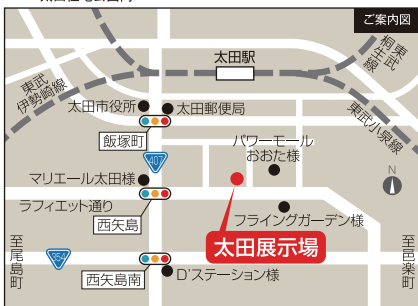 ご案内図
太田駅
東武
桐生線
東武
伊勢崎線
東武小泉線
太田市役所
太田郵便局
飯塚町
パワーモール
おおた様
407
マリエール太田様
N
ラフィエット通り
西矢島
フライングガーデン様
太田展示場
至尾島町
354
西矢島南
D'ステーション様
至邑楽町